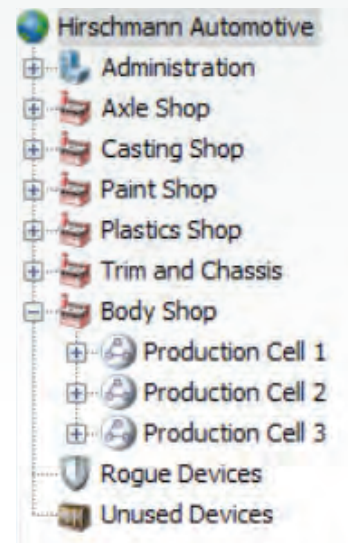 Hirschmann Automotive
Administration
Axle Shop
Casting Shop
Paint Shop
Plastics Shop
Trim and Chassis
Body Shop
Production Cell 1
Production Cell 2
Production Cell 3
Rogue Devices
Unused Devices